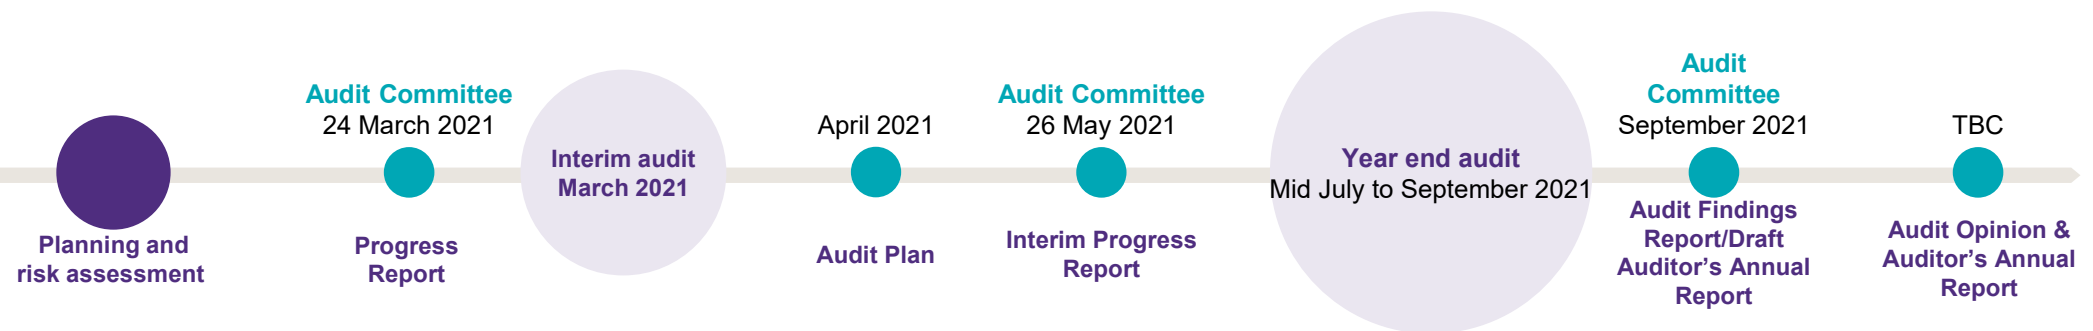 Planning and
risk assessment
Audit Committee
24 March 2021
Progress
Report
Interim audit
March 2021
April 2021
Audit Plan
Audit Committee
26 May 2021
Interim Progress
Report
Year end audit
Mid July to September 2021
Audit
Committee
September 2021
Audit Findings
Report/Draft
Auditor’s Annual
Report
TBC
Audit Opinion &
Auditor’s Annual
Report